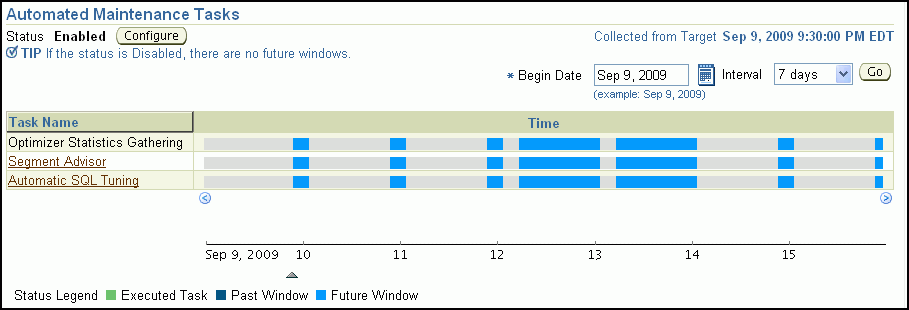 Automated Maintenance Tasks
Status Enabled Configure Collected from Target Sep 9, 2009 9:30:00 PM EDT
TIP If the status is Disabled, there are no future windows.
* Begin Date Sep 9, 2009 Interval 7 days Go
(example: Sep 9, 2009)
Task Name Time
Optimizer Statistics Gathering
Segment Advisor
Automatic SQL Tuning
Sep 9, 2009 10 11 12 13 14 15
Status Legend Executed Task Past Window Future Window